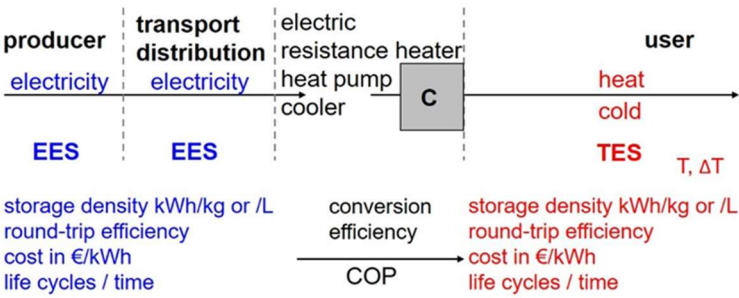 producer
transport
distribution
electric
resistance heater
heat pump
cooler
user
electricity
electricity
C
heat
cold
EES
EES
TES
T, ΔT
storage density kWh/kg or /L
round-trip efficiency
cost in €/kWh
life cycles / time
conversion
efficiency
COP
storage density kWh/kg or /L
round-trip efficiency
cost in €/kWh
life cycles / time